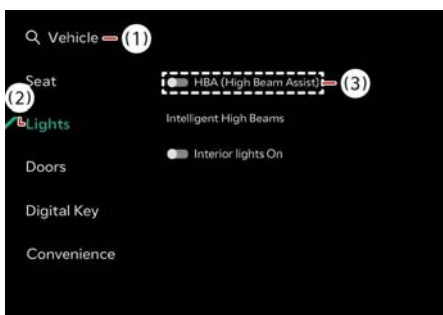 Vehicle (1)
Seat
HBA (High Beam Assist) (3)
(2)
Lights
Intelligent High Beams
Interior lights On
Doors
Digital Key
Convenience